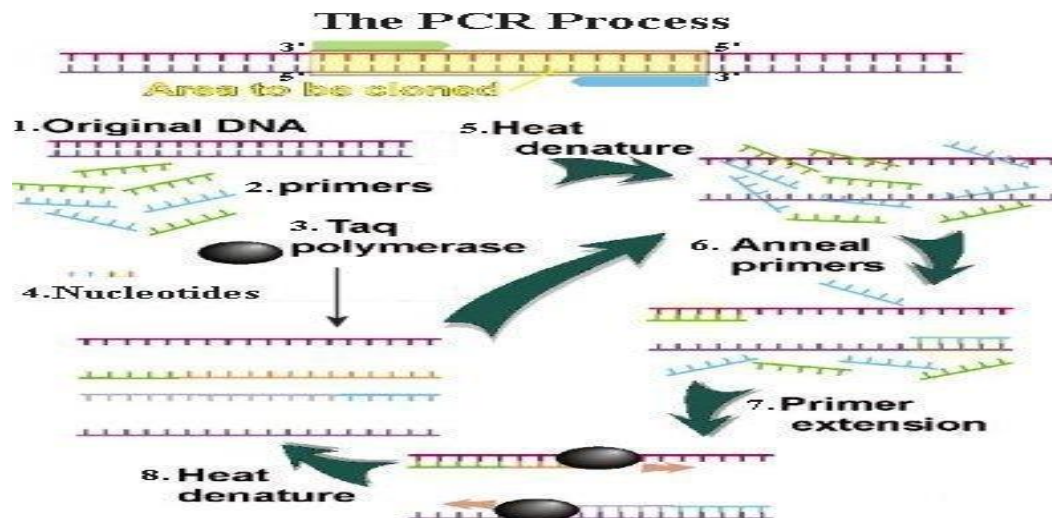 The PCR Process
3' 5'
5' 3'
Area to be cloned
1.Original DNA
2.primers
3. Taq
polymerase
4.Nucleotides
5.Heat
denature
6. Anneal
primers
7.Primer
extension
8.Heat
denature